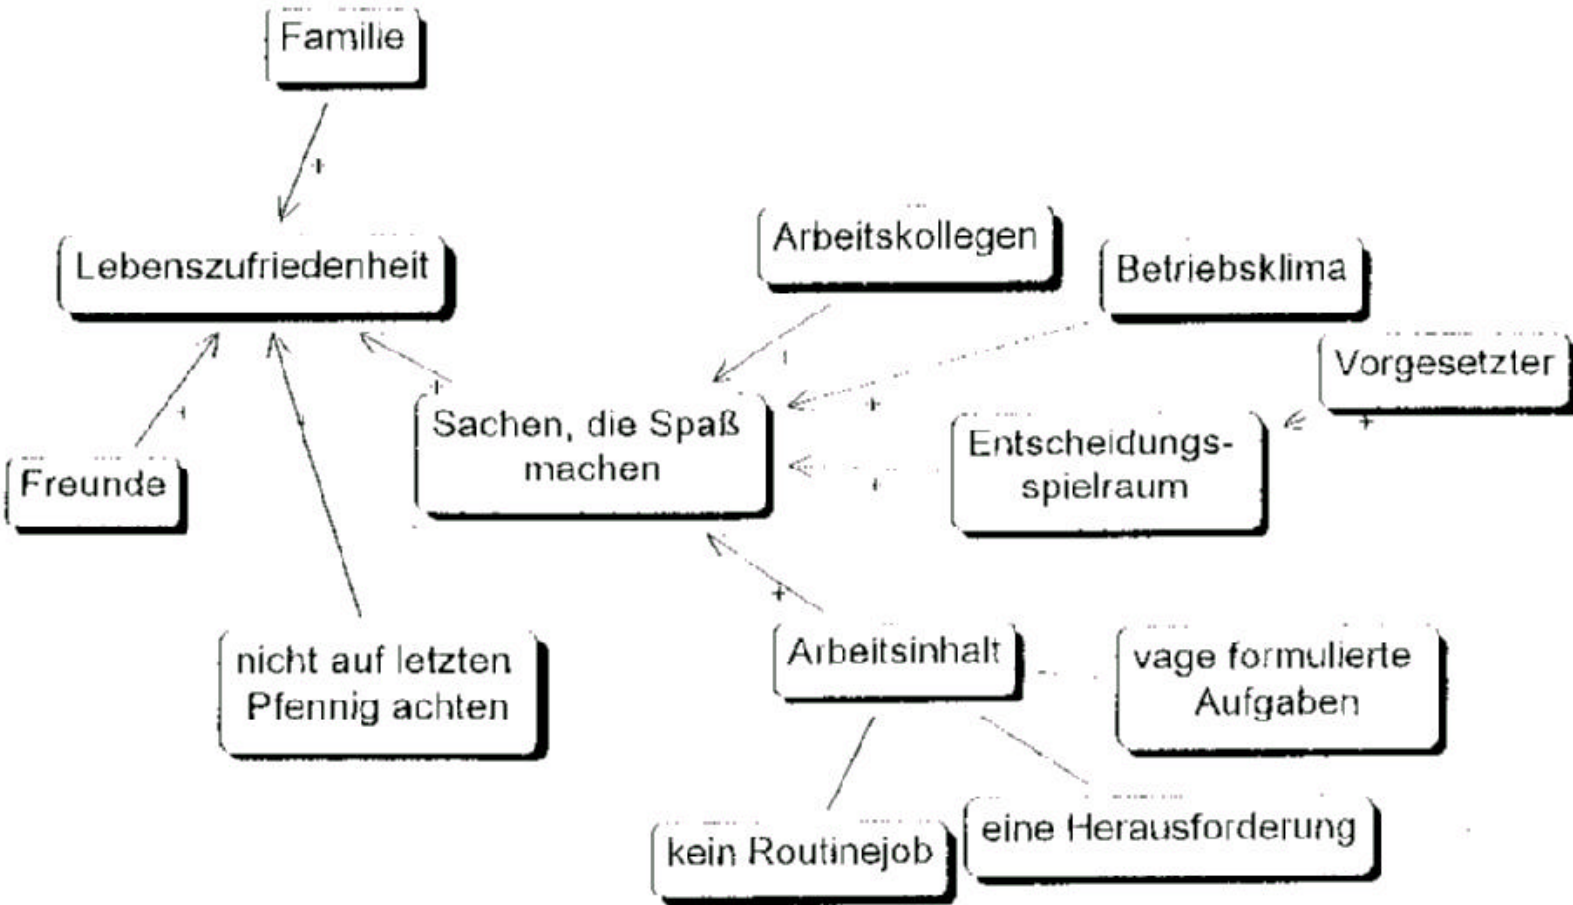 Familie
+
Lebenszufriedenheit
Arbeitskollegen
Betriebsklima
Vorgesetzter
+
Sachen, die Spaß
machen
+
+
+
Entscheidungs-
spielraum
+
Freunde
+
nicht auf letzten
Pfennig achten
Arbeitsinhalt
vage formulierte
Aufgaben
kein Routinejob
eine Herausforderung